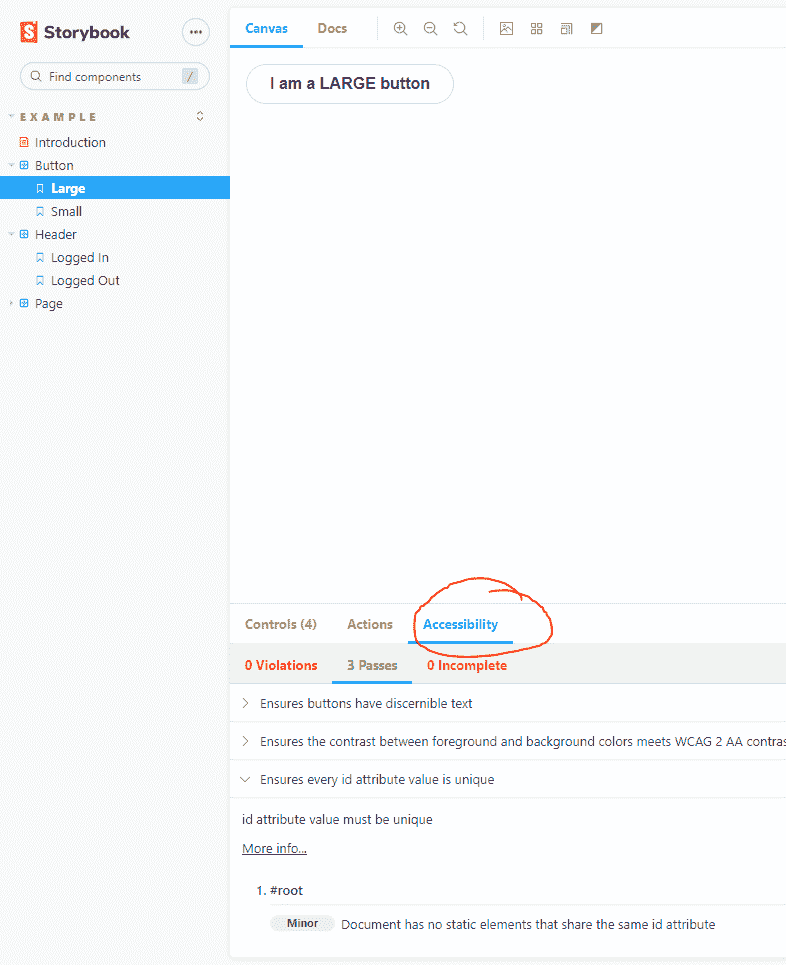 Storybook
Find components /
EXAMPLE
Introduction
Button
Large
Small
Header
Logged In
Logged Out
Page
Canvas Docs
I am a LARGE button
Controls (4) Actions Accessibility
0 Violations 3 Passes 0 Incomplete
Ensures buttons have discernible text
Ensures the contrast between foreground and background colors meets WCAG 2 AA contras
Ensures every id attribute value is unique
id attribute value must be unique
More info...
1. #root
Minor Document has no static elements that share the same id attribute